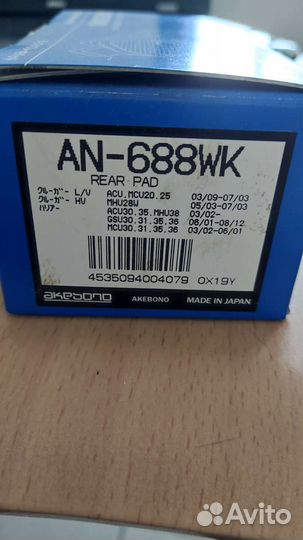 AN-688WK
REAR PAD
クルーガー L/V ACU.MCU20.25 03/09-07/03
クルーガー HV MHU28W 05/03-07/03
ハリアー ACU30.35.MHU38 03/02-
GSU30.31.35.36 06/01-08/12
MCU30.31.35.36 03/02-06/01
4535094004079 0X19Y
akebono AKEBONO MADE IN JAPAN
Avito